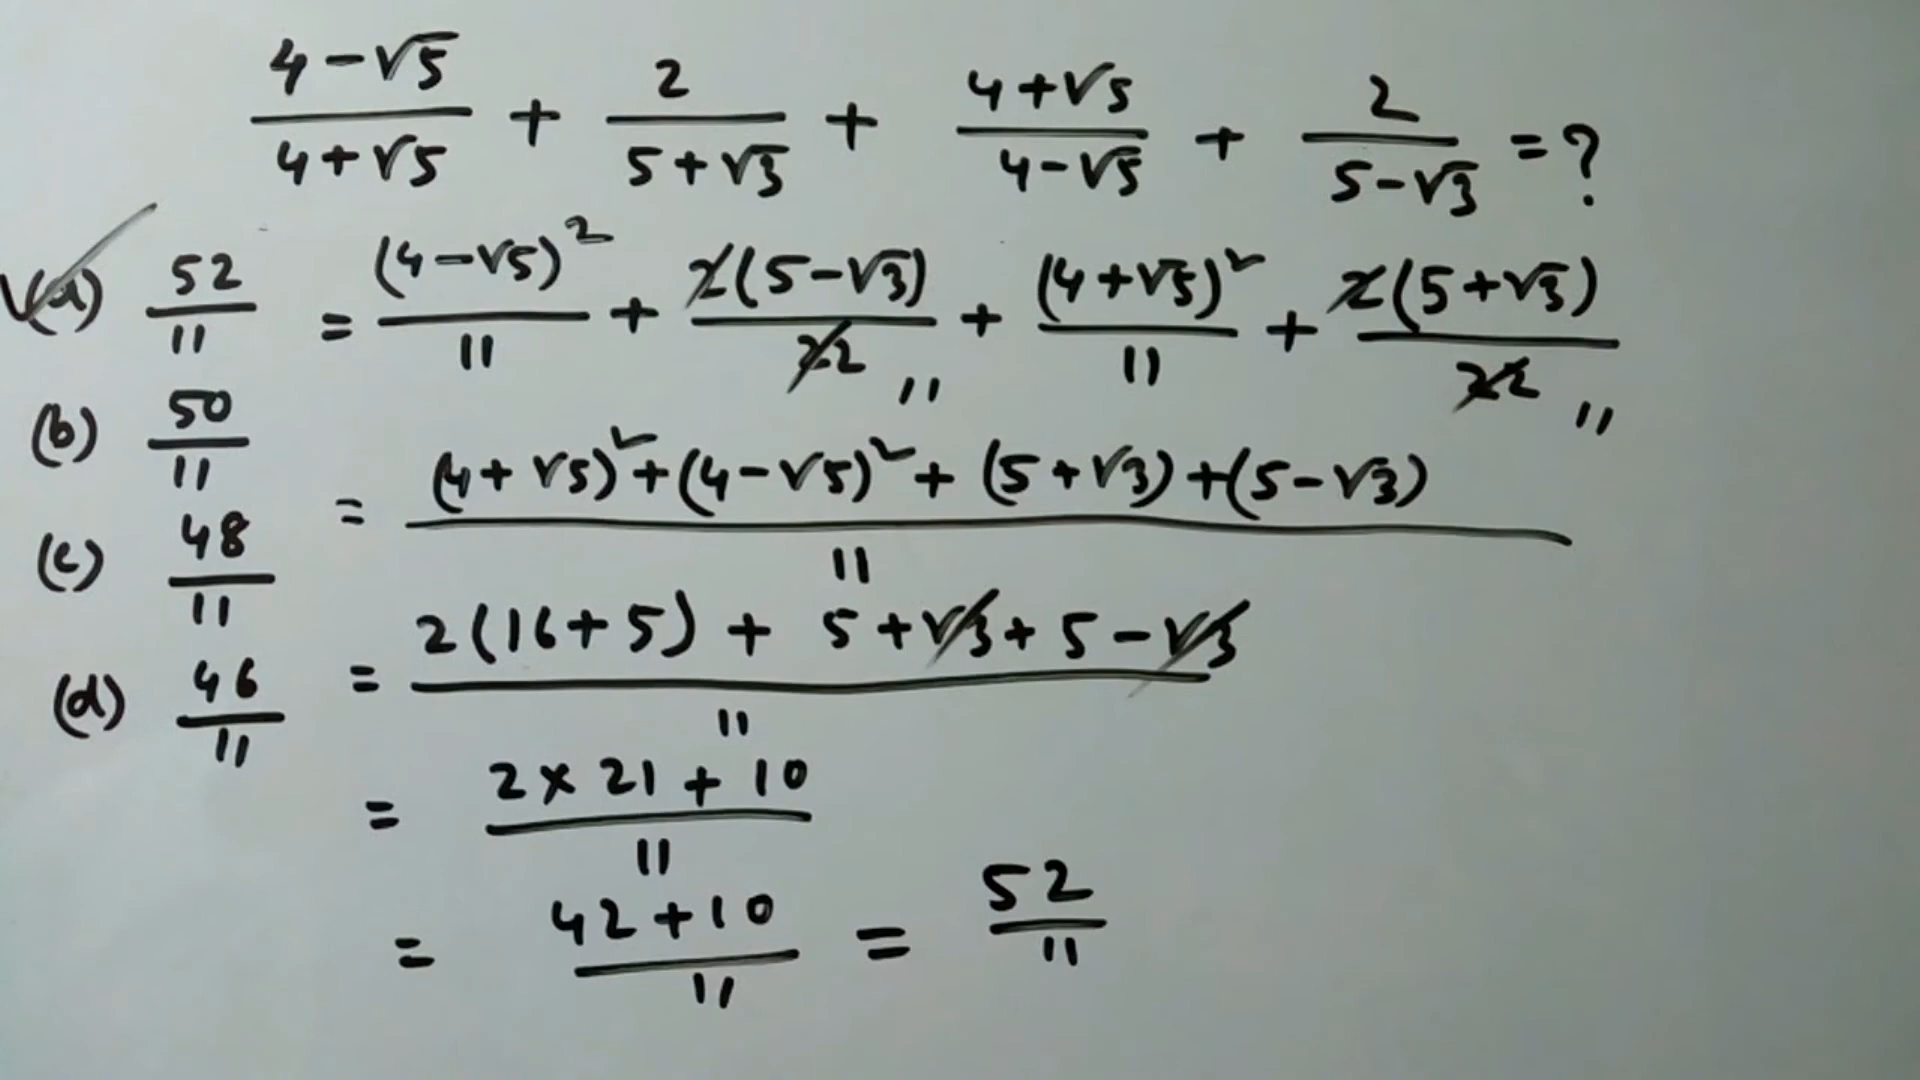 (4-√5)/(4+√5) + 2/(5+√3) + (4+√5)/(4-√5) + 2/(5-√3) = ?
(a) 52/11 = (4-√5)²/11 + 2(5-√3)/22 11 + (4+√5)²/11 + 2(5+√3)/22 11
(b) 50/11
= ((4+√5)²+(4-√5)²+(5+√3)+(5-√3))/11
(c) 48/11
= (2(16+5) + 5+√3+5-√3)/11
(d) 46/11
= (2×21+10)/11
= (42+10)/11 = 52/11